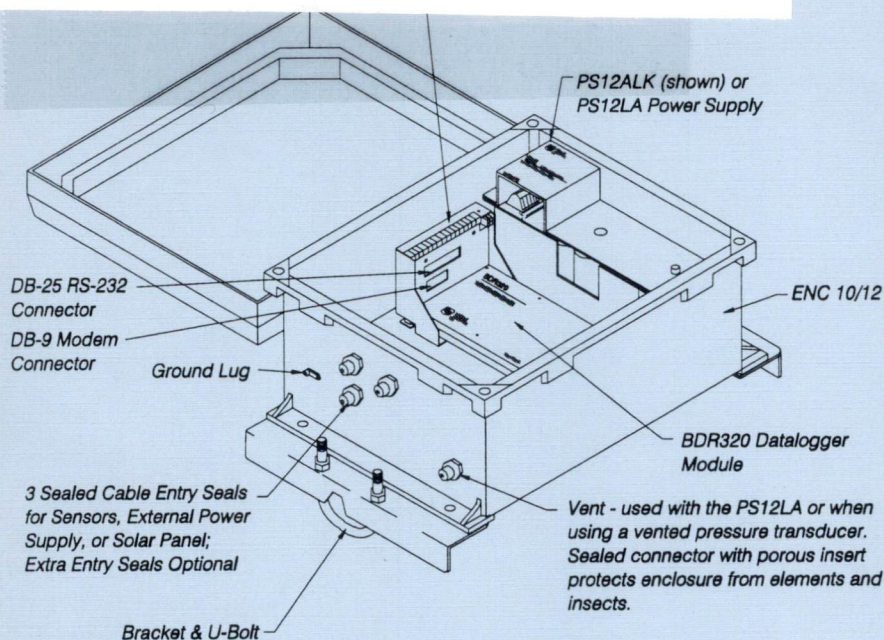 PS12ALK (shown) or
PS12LA Power Supply
DB-25 RS-232
Connector
DB-9 Modem
Connector
ENC 10/12
Ground Lug
BDR320
BDR320 Datalogger
Module
3 Sealed Cable Entry Seals
for Sensors, External Power
Supply, or Solar Panel;
Extra Entry Seals Optional
Vent - used with the PS12LA or when
using a vented pressure transducer.
Sealed connector with porous insert
protects enclosure from elements and
insects.
Bracket & U-Bolt